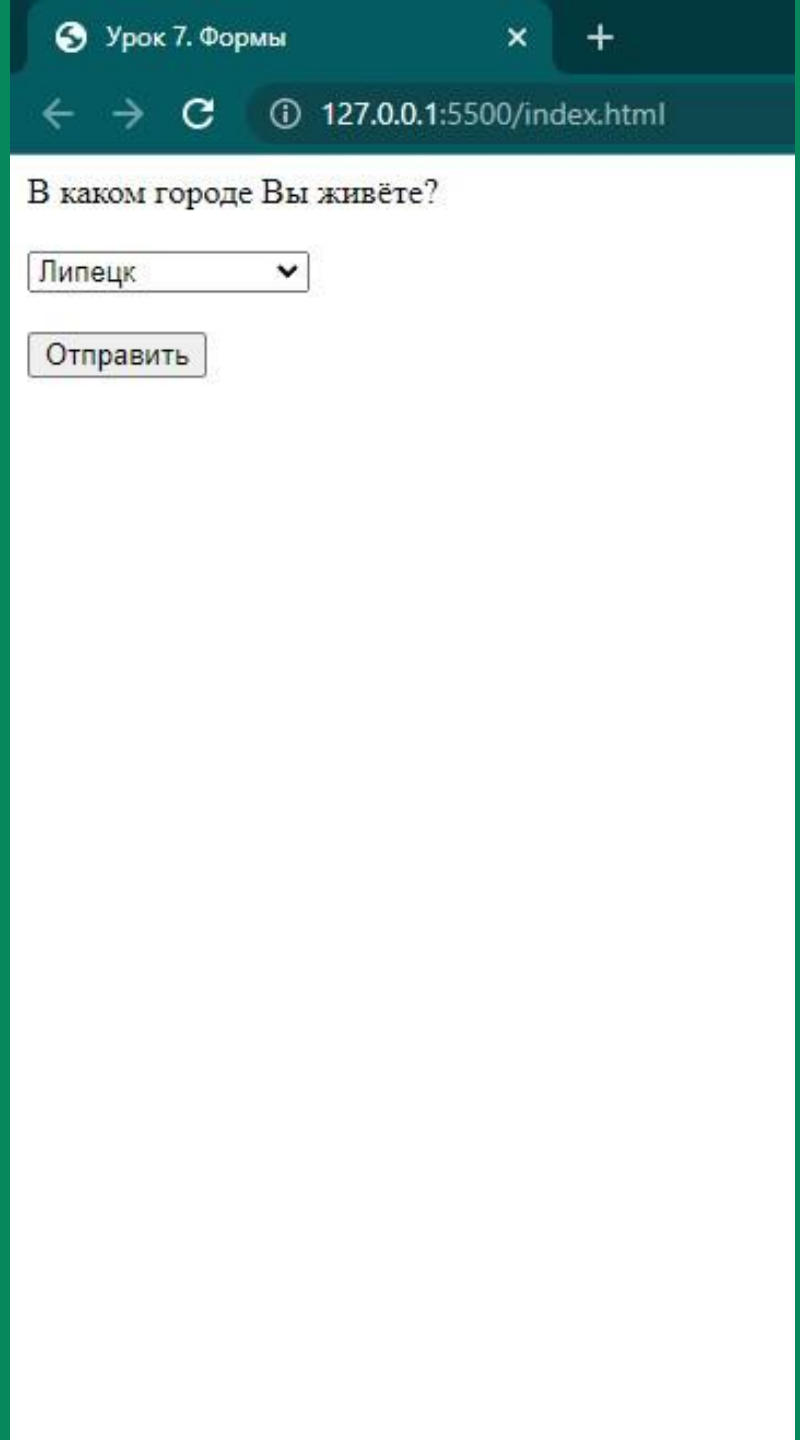 Урок 7. Формы
127.0.0.1:5500/index.html
В каком городе Вы живёте?
Липецк
Отправить